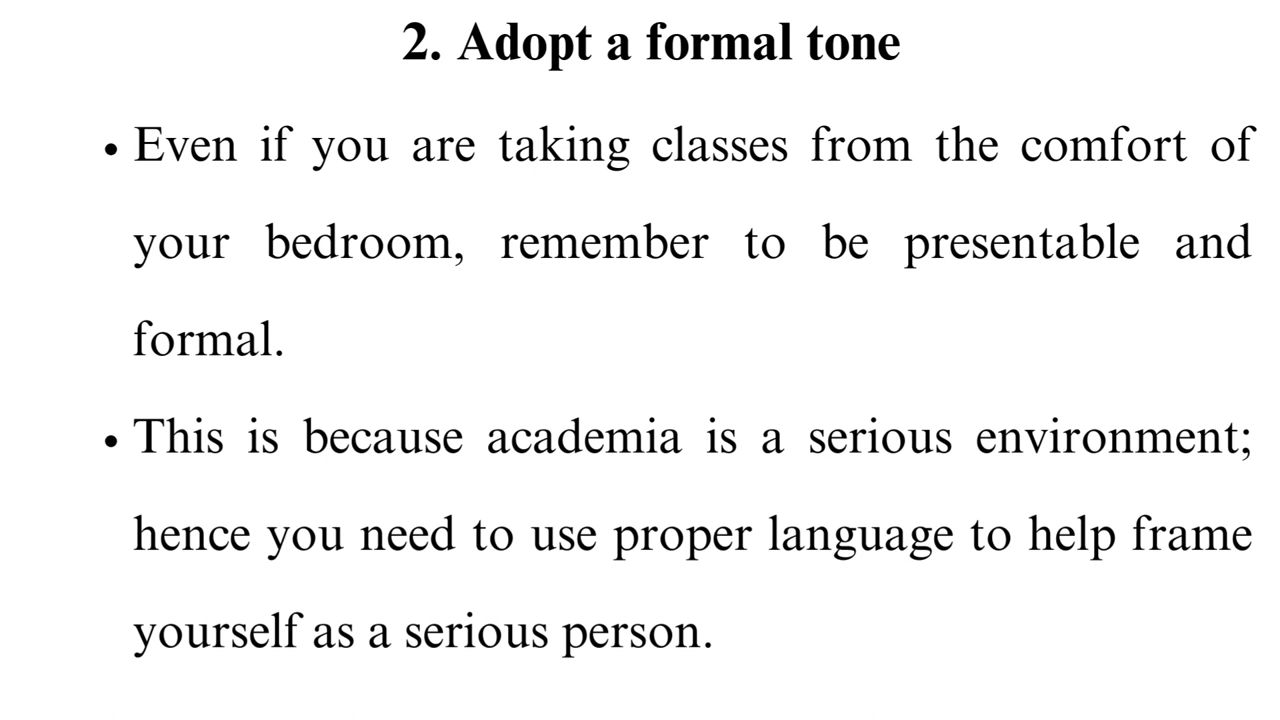 2. Adopt a formal tone
• Even if you are taking classes from the comfort of
your bedroom, remember to be presentable and
formal.
• This is because academia is a serious environment;
hence you need to use proper language to help frame
yourself as a serious person.